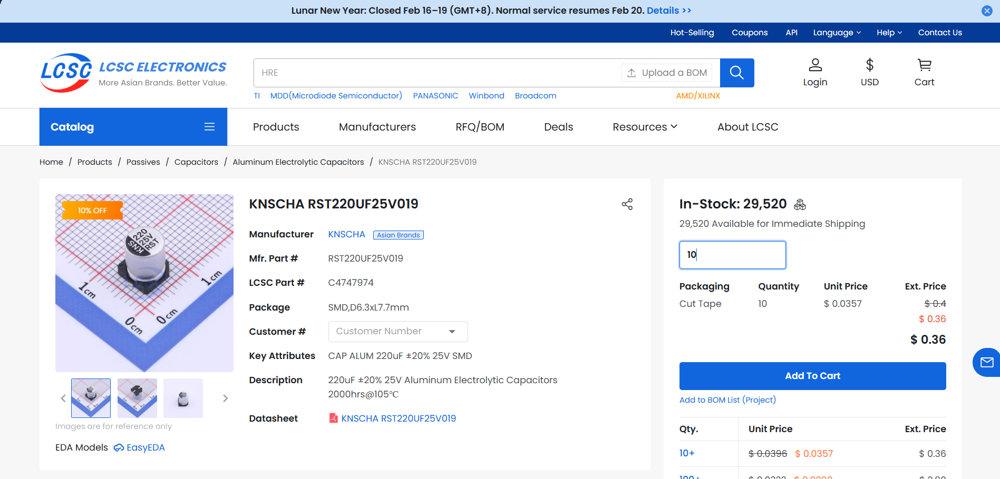 Lunar New Year: Closed Feb 16–19 (GMT+8). Normal service resumes Feb 20. Details >>
Hot-Selling Coupons API Language Help Contact Us
LCSC LCSC ELECTRONICS
More Asian Brands. Better Value.
HRE Upload a BOM
TI MDD(Microdiode Semiconductor) PANASONIC Winbond Broadcom AMD/XILINX
Login USD Cart
Catalog Products Manufacturers RFQ/BOM Deals Resources About LCSC
Home / Products / Passives / Capacitors / Aluminum Electrolytic Capacitors / KNSCHA RST220UF25V019
10% OFF
220
25V
RST
KNS
LCSC
1cm
1cm
0cm
0cm
Images are for reference only
EDA Models EasyEDA
KNSCHA RST220UF25V019
Manufacturer KNSCHA Asian Brands
Mfr. Part # RST220UF25V019
LCSC Part # C4747974
Package SMD,D6.3xL7.7mm
Customer # Customer Number
Key Attributes CAP ALUM 220uF ±20% 25V SMD
Description 220uF ±20% 25V Aluminum Electrolytic Capacitors
2000hrs@105℃
Datasheet KNSCHA RST220UF25V019
In-Stock: 29,520
29,520 Available for Immediate Shipping
10
Packaging Quantity Unit Price Ext. Price
Cut Tape 10 $ 0.0357 $ 0.4
$ 0.36
$ 0.36
Add To Cart
Add to BOM List (Project)
Qty. Unit Price Ext. Price
10+ $ 0.0396 $ 0.0357 $ 0.36
100+